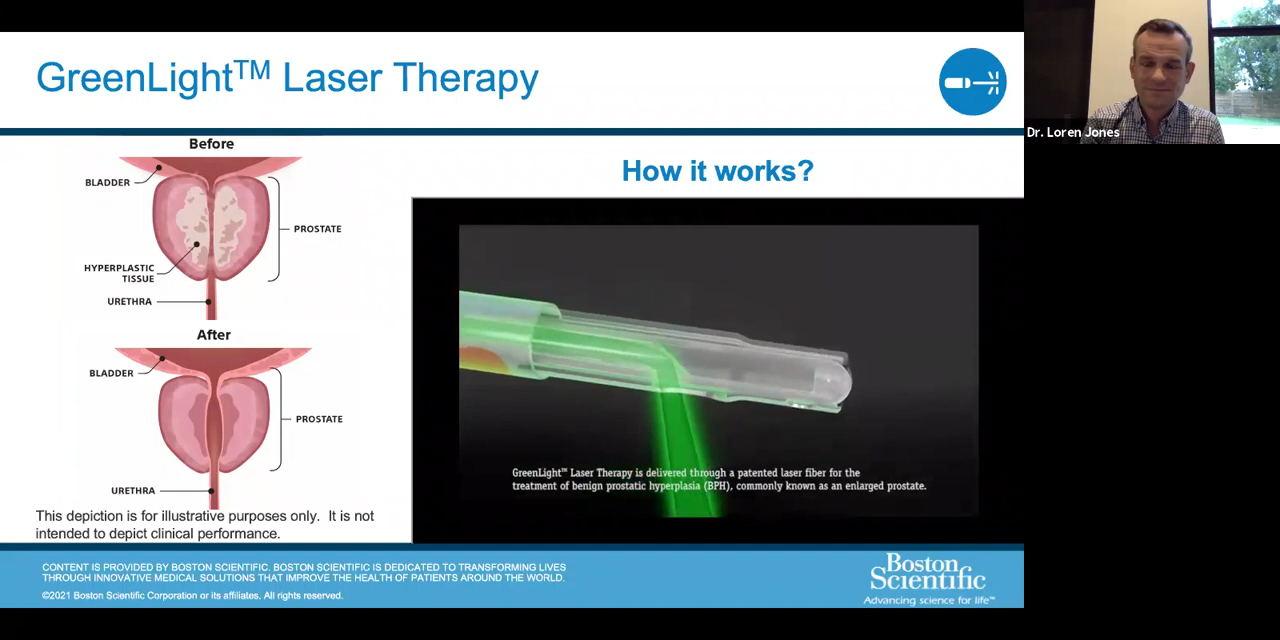 GreenLight™ Laser Therapy
Before
BLADDER
PROSTATE
HYPERPLASTIC
TISSUE
URETHRA
After
BLADDER
PROSTATE
URETHRA
This depiction is for illustrative purposes only. It is not
intended to depict clinical performance.
How it works?
GreenLight™ Laser Therapy is delivered through a patented laser fiber for the
treatment of benign prostatic hyperplasia (BPH), commonly known as an enlarged prostate.
CONTENT IS PROVIDED BY BOSTON SCIENTIFIC. BOSTON SCIENTIFIC IS DEDICATED TO TRANSFORMING LIVES
THROUGH INNOVATIVE MEDICAL SOLUTIONS THAT IMPROVE THE HEALTH OF PATIENTS AROUND THE WORLD.
©2021 Boston Scientific Corporation or its affiliates. All rights reserved.
Boston
Scientific
Advancing science for life™
Dr. Loren Jones